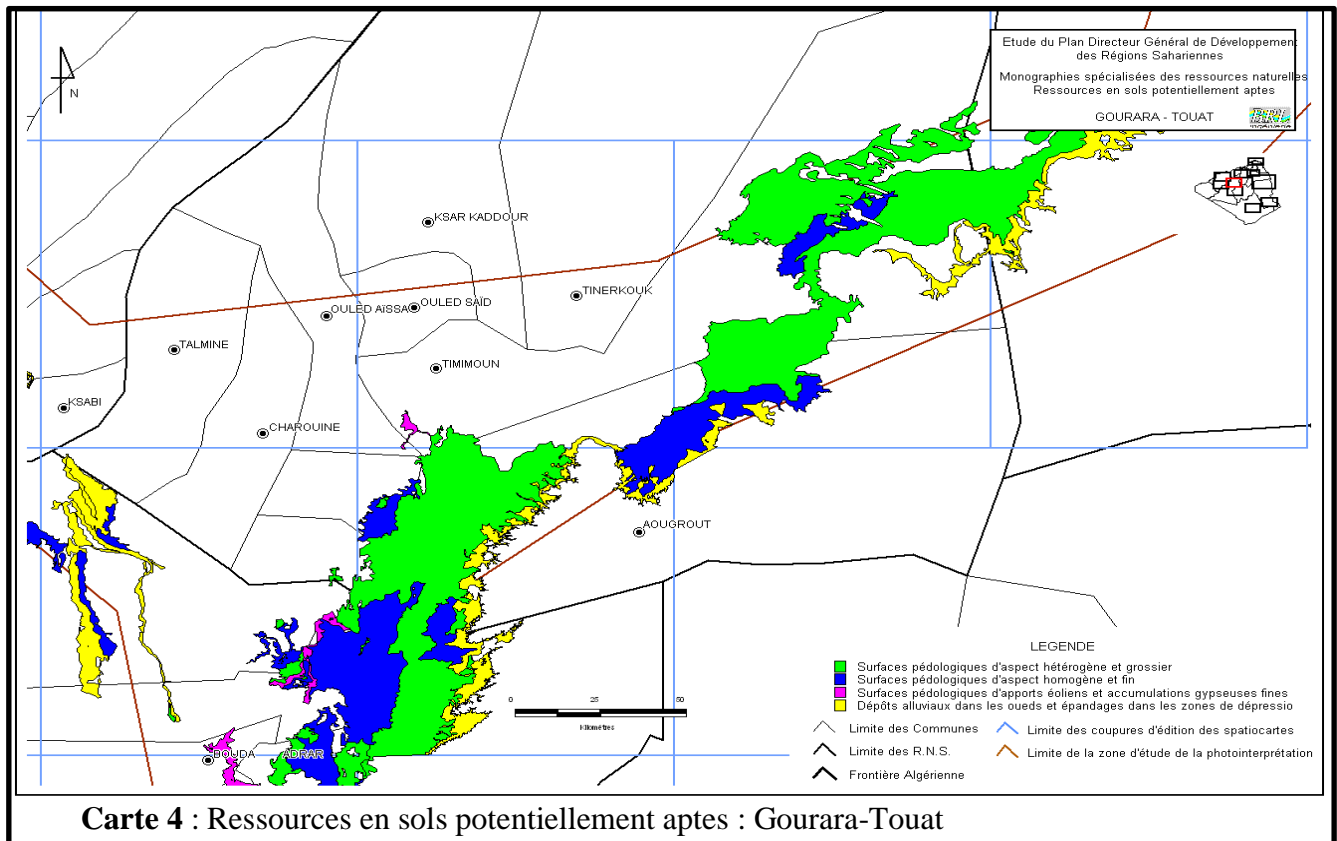 Etude du Plan Directeur Général de Développement
des Régions Sahariennes
Monographies spécialisées des ressources naturelles
Ressources en sols potentiellement aptes
GOURARA - TOUAT
N
KSAR KADDOUR
TINERKOUK
OULED AïSSA
OULED SAïD
TALMINE
TIMIMOUN
KSABI
CHAROUINE
AOUGROUT
BOUDA
ADRAR
0 25 50
Kilomètres
LEGENDE
Surfaces pédologiques d'aspect hétérogène et grossier
Surfaces pédologiques d'aspect homogène et fin
Surfaces pédologiques d'apports éoliens et accumulations gypseuses fines
Dépôts alluviaux dans les oueds et épandages dans les zones de dépressio
Limite des Communes
Limite des coupures d'édition des spatiocartes
Limite des R.N.S.
Limite de la zone d'étude de la photointerprétation
Frontière Algérienne
Carte 4 : Ressources en sols potentiellement aptes : Gourara-Touat